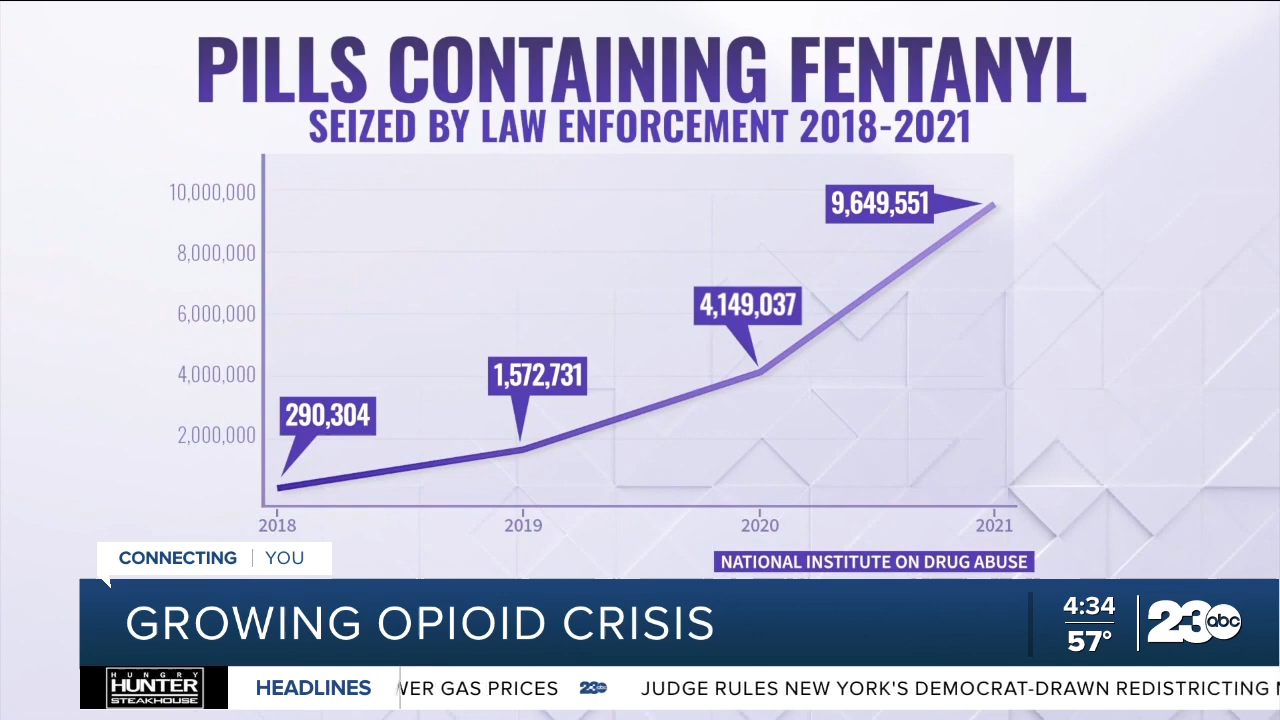 PILLS CONTAINING FENTANYL
SEIZED BY LAW ENFORCEMENT 2018-2021
10,000,000
8,000,000
6,000,000
4,000,000
2,000,000
290,304
1,572,731
4,149,037
9,649,551
2018
2019
2020
2021
NATIONAL INSTITUTE ON DRUG ABUSE
CONNECTING YOU
GROWING OPIOID CRISIS
4:34
57°
23 abc
HUNGRY
HUNTER
STEAKHOUSE
HEADLINES
GAS PRICES 23 JUDGE RULES NEW YORK'S DEMOCRAT-DRAWN REDISTRICTING